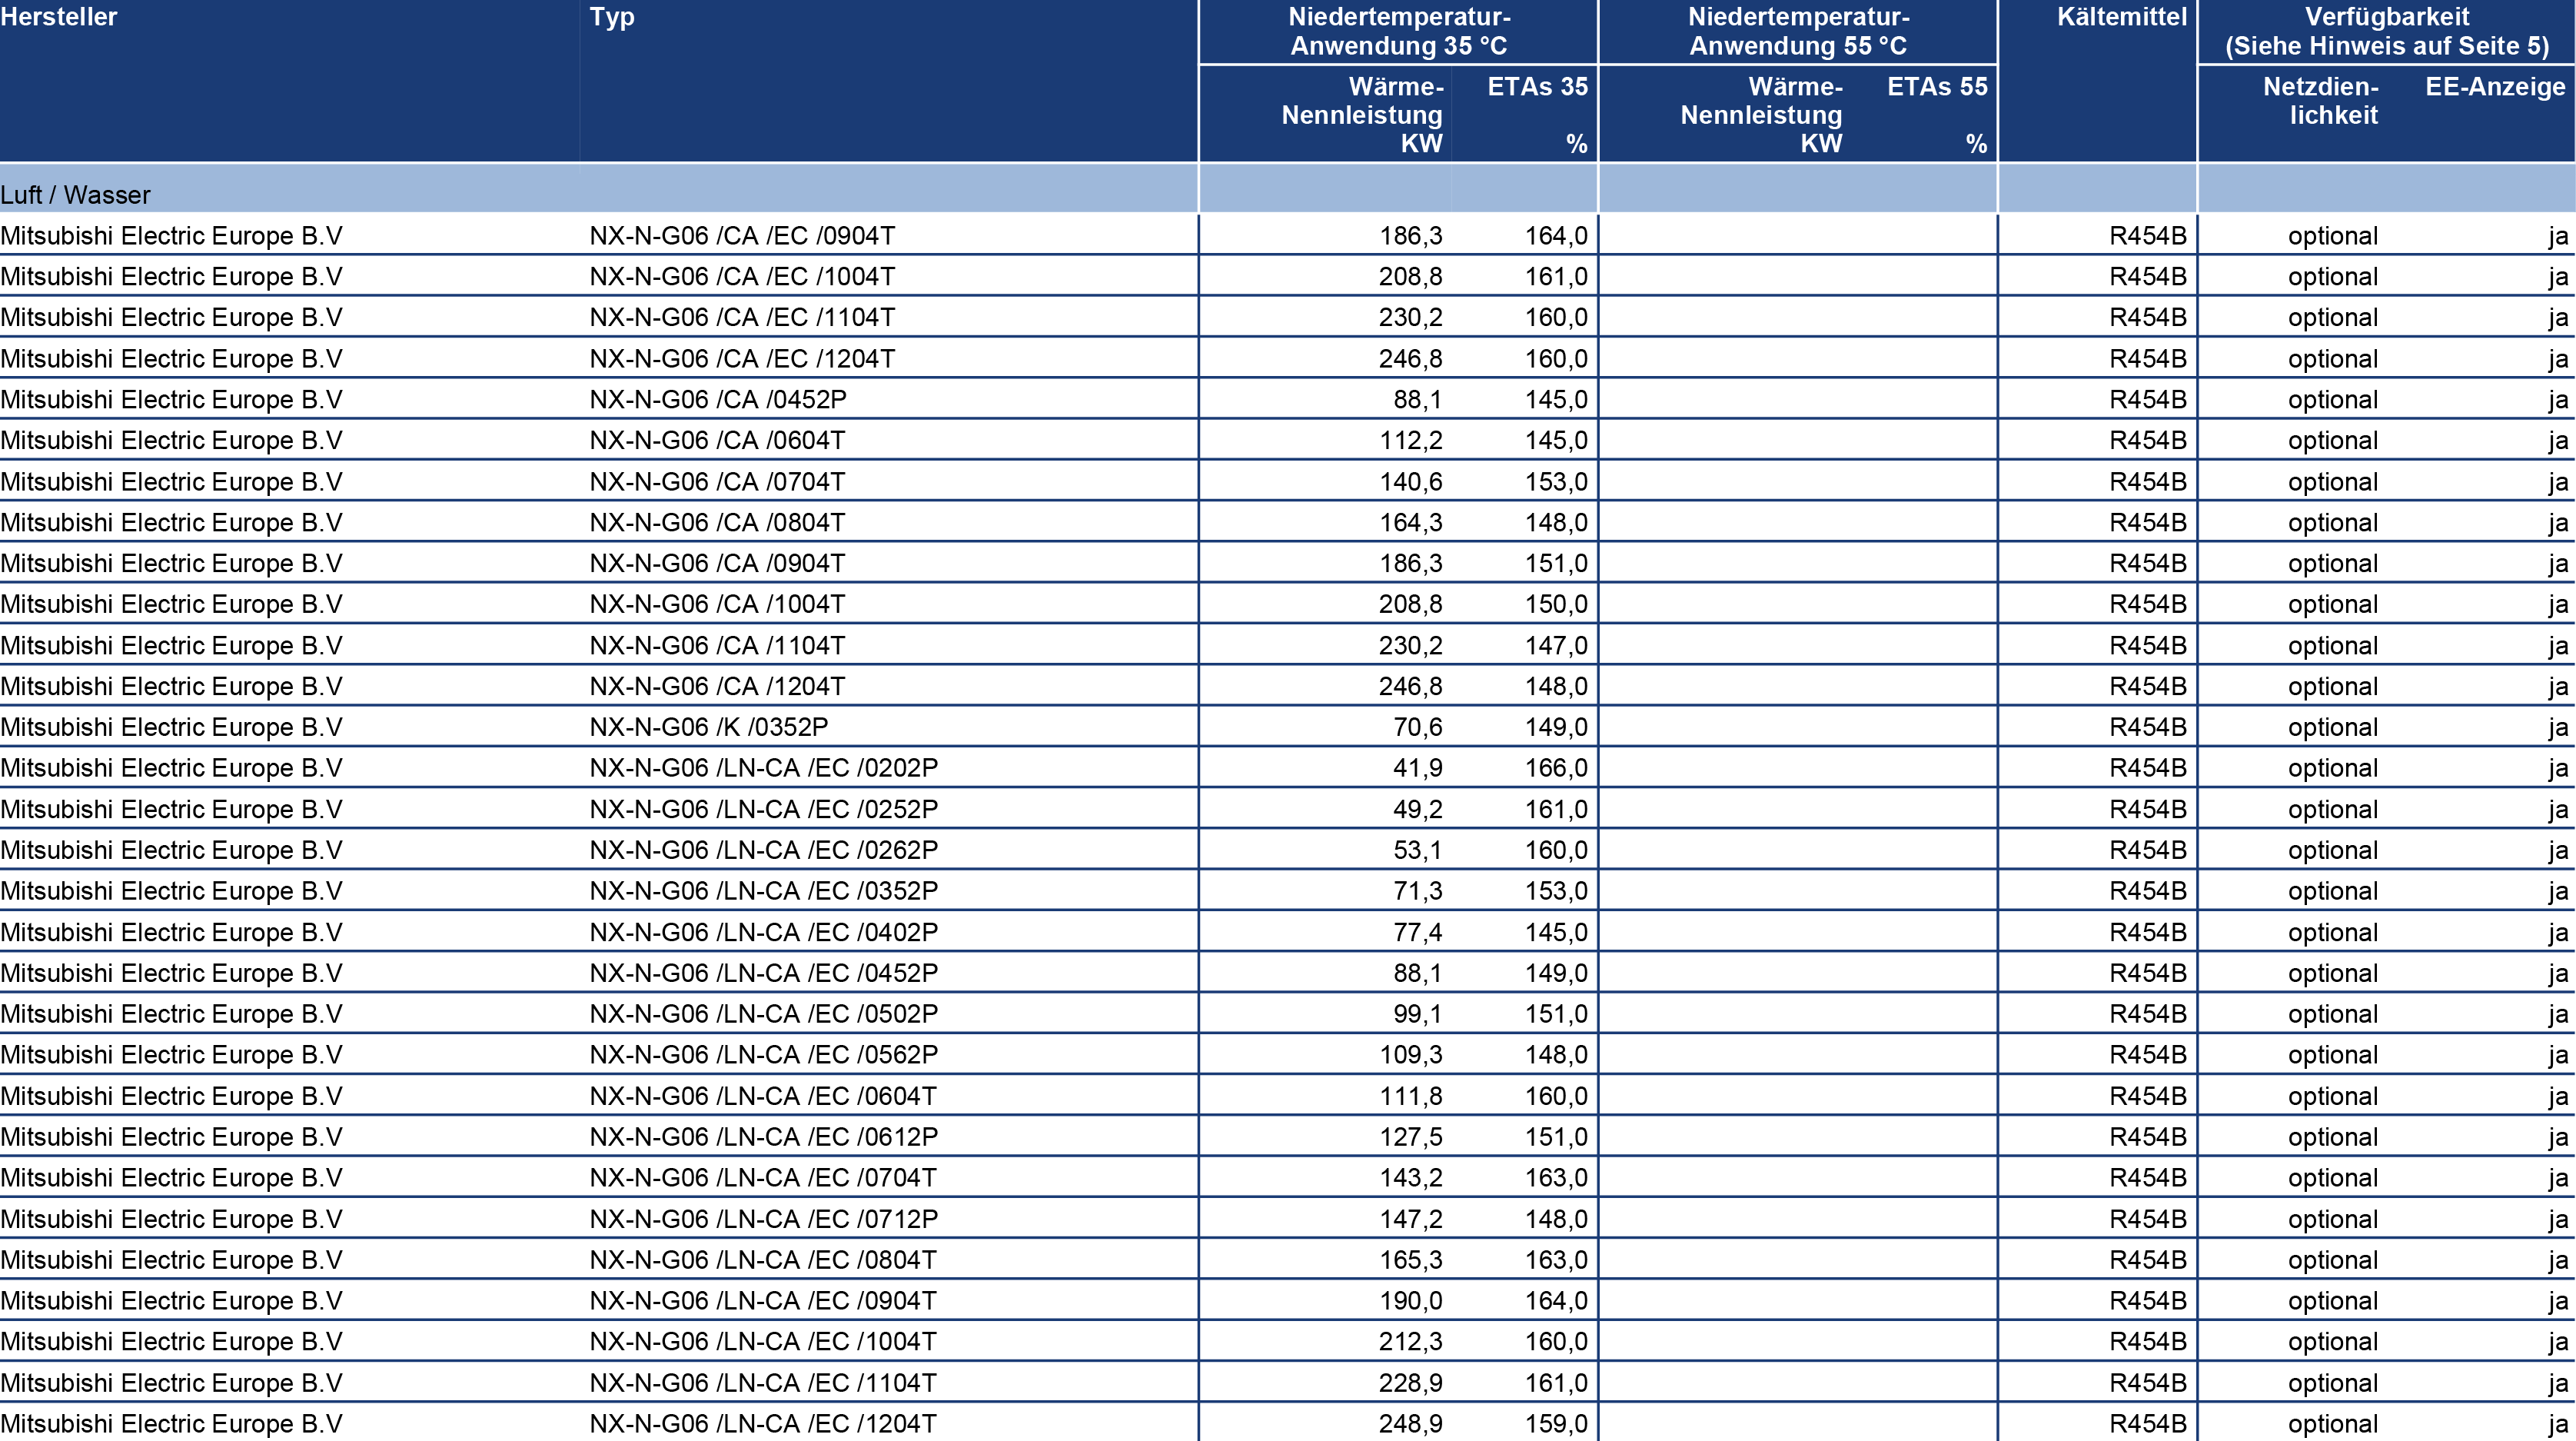 Hersteller Typ Niedertemperatur- Niedertemperatur- Kältemittel Verfügbarkeit
Anwendung 35 °C Anwendung 55 °C (Siehe Hinweis auf Seite 5)
Wärme- ETAs 35 Wärme- ETAs 55 Netzdien- EE-Anzeige
Nennleistung Nennleistung lichkeit
KW % KW %
Luft / Wasser
Mitsubishi Electric Europe B.V NX-N-G06 /CA /EC /0904T 186,3 164,0 R454B optional ja
Mitsubishi Electric Europe B.V NX-N-G06 /CA /EC /1004T 208,8 161,0 R454B optional ja
Mitsubishi Electric Europe B.V NX-N-G06 /CA /EC /1104T 230,2 160,0 R454B optional ja
Mitsubishi Electric Europe B.V NX-N-G06 /CA /EC /1204T 246,8 160,0 R454B optional ja
Mitsubishi Electric Europe B.V NX-N-G06 /CA /0452P 88,1 145,0 R454B optional ja
Mitsubishi Electric Europe B.V NX-N-G06 /CA /0604T 112,2 145,0 R454B optional ja
Mitsubishi Electric Europe B.V NX-N-G06 /CA /0704T 140,6 153,0 R454B optional ja
Mitsubishi Electric Europe B.V NX-N-G06 /CA /0804T 164,3 148,0 R454B optional ja
Mitsubishi Electric Europe B.V NX-N-G06 /CA /0904T 186,3 151,0 R454B optional ja
Mitsubishi Electric Europe B.V NX-N-G06 /CA /1004T 208,8 150,0 R454B optional ja
Mitsubishi Electric Europe B.V NX-N-G06 /CA /1104T 230,2 147,0 R454B optional ja
Mitsubishi Electric Europe B.V NX-N-G06 /CA /1204T 246,8 148,0 R454B optional ja
Mitsubishi Electric Europe B.V NX-N-G06 /K /0352P 70,6 149,0 R454B optional ja
Mitsubishi Electric Europe B.V NX-N-G06 /LN-CA /EC /0202P 41,9 166,0 R454B optional ja
Mitsubishi Electric Europe B.V NX-N-G06 /LN-CA /EC /0252P 49,2 161,0 R454B optional ja
Mitsubishi Electric Europe B.V NX-N-G06 /LN-CA /EC /0262P 53,1 160,0 R454B optional ja
Mitsubishi Electric Europe B.V NX-N-G06 /LN-CA /EC /0352P 71,3 153,0 R454B optional ja
Mitsubishi Electric Europe B.V NX-N-G06 /LN-CA /EC /0402P 77,4 145,0 R454B optional ja
Mitsubishi Electric Europe B.V NX-N-G06 /LN-CA /EC /0452P 88,1 149,0 R454B optional ja
Mitsubishi Electric Europe B.V NX-N-G06 /LN-CA /EC /0502P 99,1 151,0 R454B optional ja
Mitsubishi Electric Europe B.V NX-N-G06 /LN-CA /EC /0562P 109,3 148,0 R454B optional ja
Mitsubishi Electric Europe B.V NX-N-G06 /LN-CA /EC /0604T 111,8 160,0 R454B optional ja
Mitsubishi Electric Europe B.V NX-N-G06 /LN-CA /EC /0612P 127,5 151,0 R454B optional ja
Mitsubishi Electric Europe B.V NX-N-G06 /LN-CA /EC /0704T 143,2 163,0 R454B optional ja
Mitsubishi Electric Europe B.V NX-N-G06 /LN-CA /EC /0712P 147,2 148,0 R454B optional ja
Mitsubishi Electric Europe B.V NX-N-G06 /LN-CA /EC /0804T 165,3 163,0 R454B optional ja
Mitsubishi Electric Europe B.V NX-N-G06 /LN-CA /EC /0904T 190,0 164,0 R454B optional ja
Mitsubishi Electric Europe B.V NX-N-G06 /LN-CA /EC /1004T 212,3 160,0 R454B optional ja
Mitsubishi Electric Europe B.V NX-N-G06 /LN-CA /EC /1104T 228,9 161,0 R454B optional ja
Mitsubishi Electric Europe B.V NX-N-G06 /LN-CA /EC /1204T 248,9 159,0 R454B optional ja